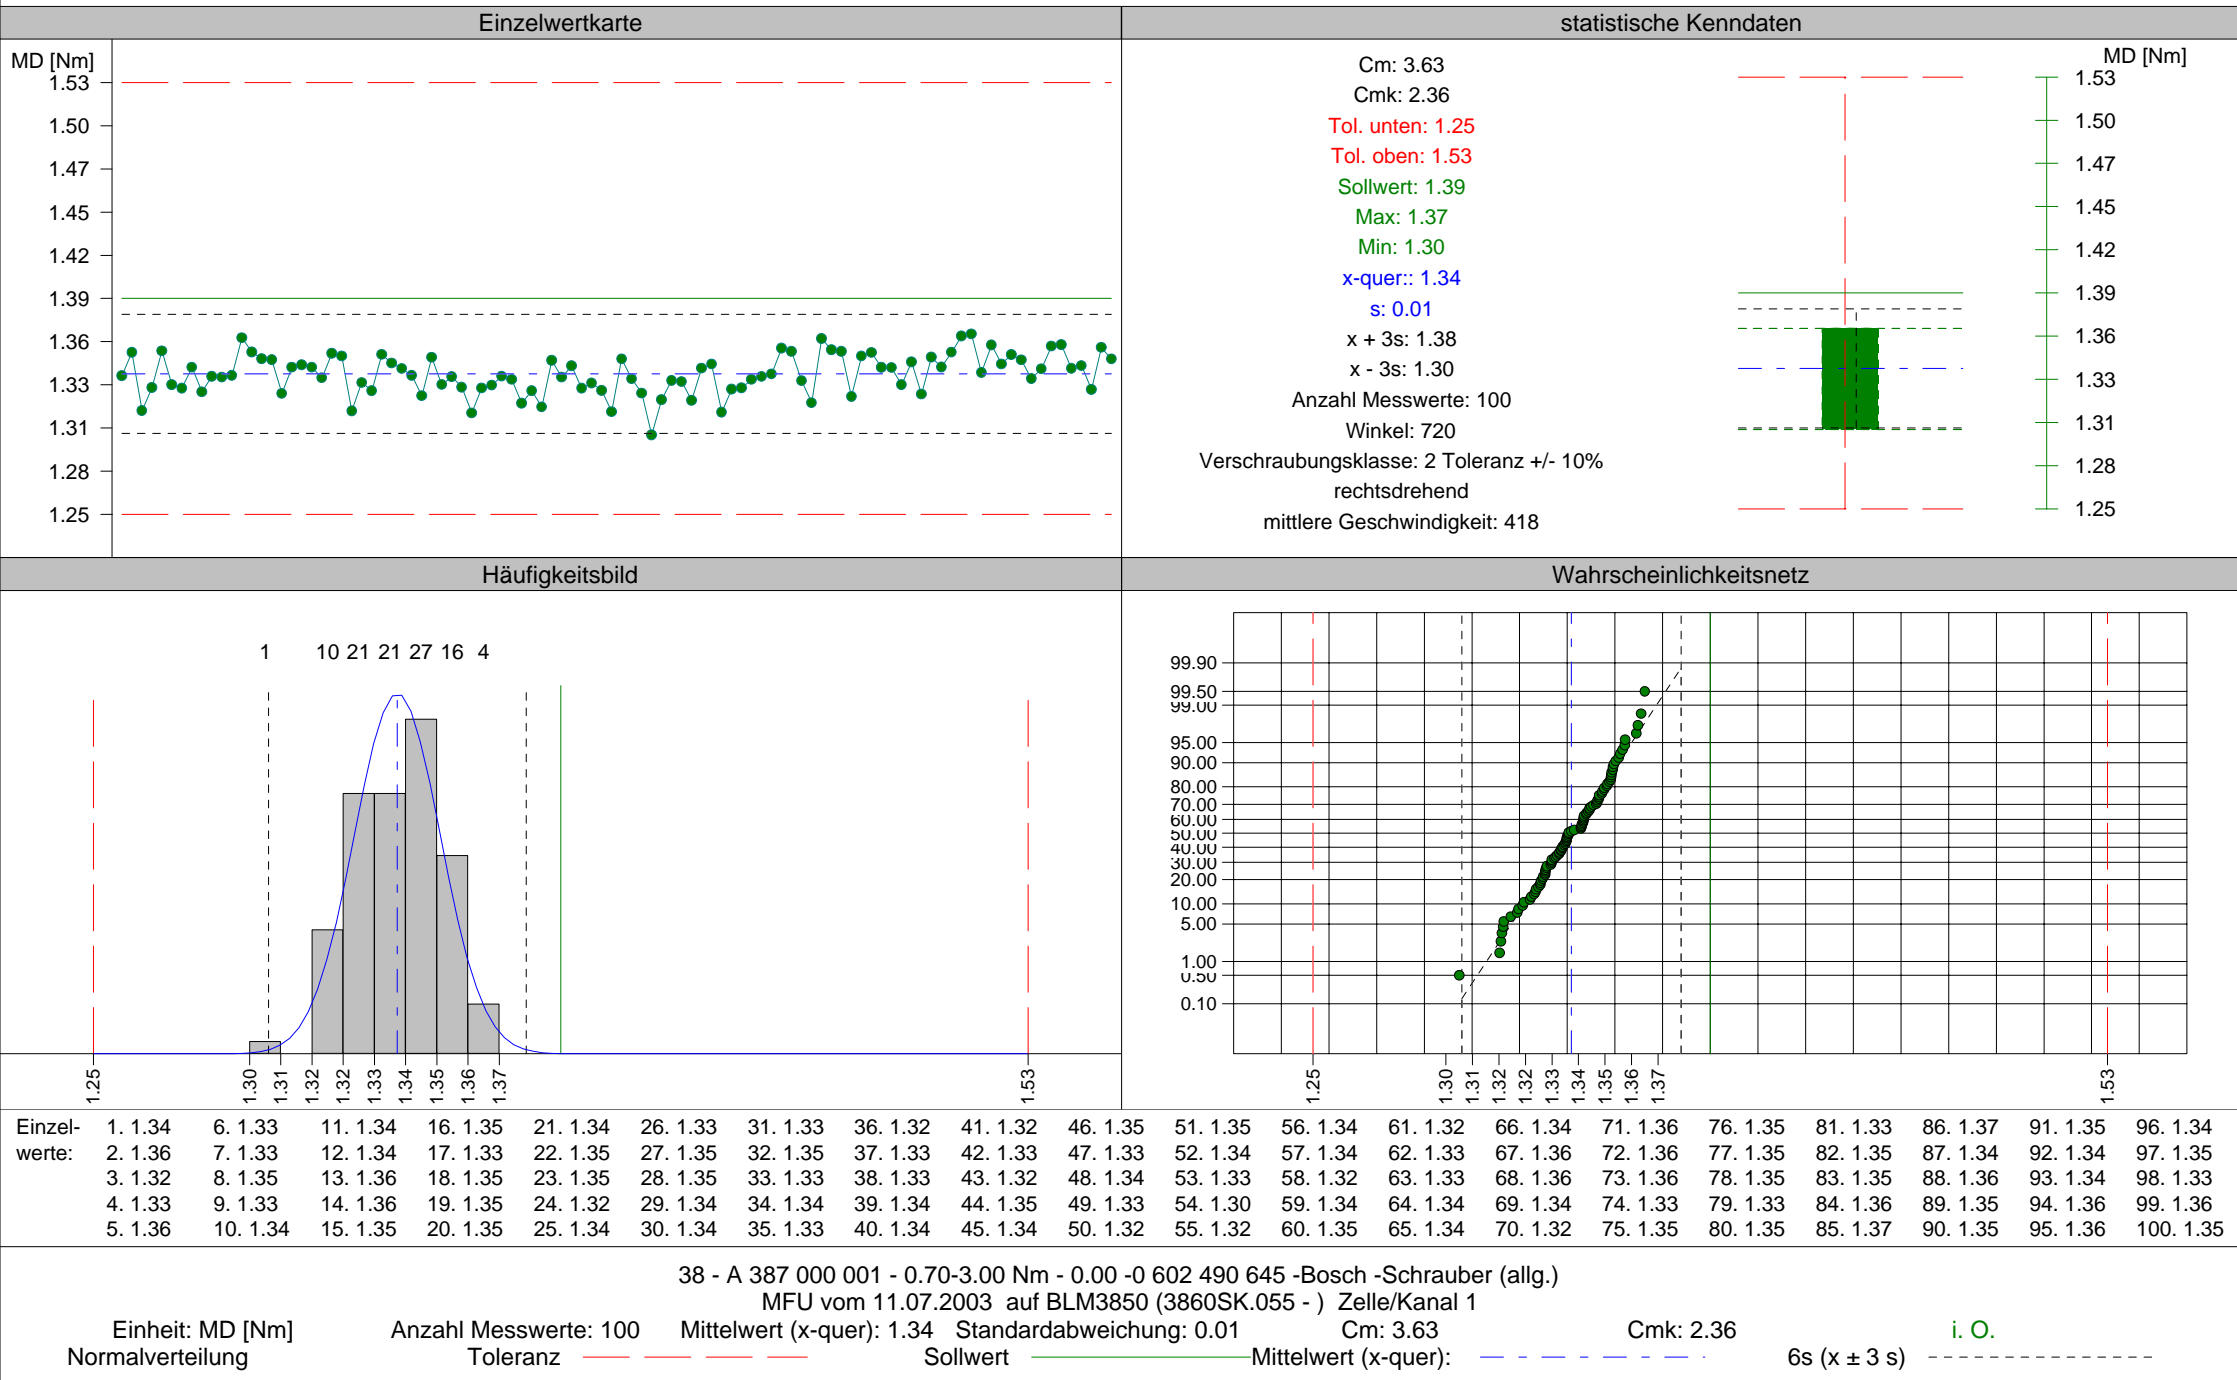 Einzelwertkarte
MD [Nm]
1.53
1.50
1.47
1.45
1.42
1.39
1.36
1.33
1.31
1.28
1.25
statistische Kenndaten
Cm: 3.63
Cmk: 2.36
Tol. unten: 1.25
Tol. oben: 1.53
Sollwert: 1.39
Max: 1.37
Min: 1.30
x-quer:: 1.34
s: 0.01
x + 3s: 1.38
x - 3s: 1.30
Anzahl Messwerte: 100
Winkel: 720
Verschraubungsklasse: 2 Toleranz +/- 10%
rechtsdrehend
mittlere Geschwindigkeit: 418
MD [Nm]
1.53
1.50
1.47
1.45
1.42
1.39
1.36
1.33
1.31
1.28
1.25
Häufigkeitsbild
1 10 21 21 27 16 4
1.25 1.30 1.31 1.32 1.32 1.33 1.34 1.35 1.36 1.37 1.53
Wahrscheinlichkeitsnetz
99.90
99.50
99.00
95.00
90.00
80.00
70.00
60.00
50.00
40.00
30.00
20.00
10.00
5.00
1.00
0.50
0.10
1.25 1.30 1.31 1.32 1.32 1.33 1.34 1.35 1.36 1.37 1.53
Einzel- 1. 1.34 6. 1.33 11. 1.34 16. 1.35 21. 1.34 26. 1.33 31. 1.33 36. 1.32 41. 1.32 46. 1.35 51. 1.35 56. 1.34 61. 1.32 66. 1.34 71. 1.36 76. 1.35 81. 1.33 86. 1.37 91. 1.35 96. 1.34
werte: 2. 1.36 7. 1.33 12. 1.34 17. 1.33 22. 1.35 27. 1.35 32. 1.35 37. 1.33 42. 1.33 47. 1.33 52. 1.34 57. 1.34 62. 1.33 67. 1.36 72. 1.36 77. 1.35 82. 1.35 87. 1.34 92. 1.34 97. 1.35
3. 1.32 8. 1.35 13. 1.36 18. 1.35 23. 1.35 28. 1.35 33. 1.33 38. 1.33 43. 1.32 48. 1.34 53. 1.33 58. 1.32 63. 1.33 68. 1.36 73. 1.36 78. 1.35 83. 1.35 88. 1.36 93. 1.34 98. 1.33
4. 1.33 9. 1.33 14. 1.36 19. 1.35 24. 1.32 29. 1.34 34. 1.34 39. 1.34 44. 1.35 49. 1.33 54. 1.30 59. 1.34 64. 1.34 69. 1.34 74. 1.33 79. 1.33 84. 1.36 89. 1.35 94. 1.36 99. 1.36
5. 1.36 10. 1.34 15. 1.35 20. 1.35 25. 1.34 30. 1.34 35. 1.33 40. 1.34 45. 1.34 50. 1.32 55. 1.32 60. 1.35 65. 1.34 70. 1.32 75. 1.35 80. 1.35 85. 1.37 90. 1.35 95. 1.36 100. 1.35
38 - A 387 000 001 - 0.70-3.00 Nm - 0.00 -0 602 490 645 -Bosch -Schrauber (allg.)
MFU vom 11.07.2003 auf BLM3850 (3860SK.055 - ) Zelle/Kanal 1
Einheit: MD [Nm] Anzahl Messwerte: 100 Mittelwert (x-quer): 1.34 Standardabweichung: 0.01 Cm: 3.63 Cmk: 2.36 i. O.
Normalverteilung Toleranz Sollwert Mittelwert (x-quer): 6s (x ± 3 s)